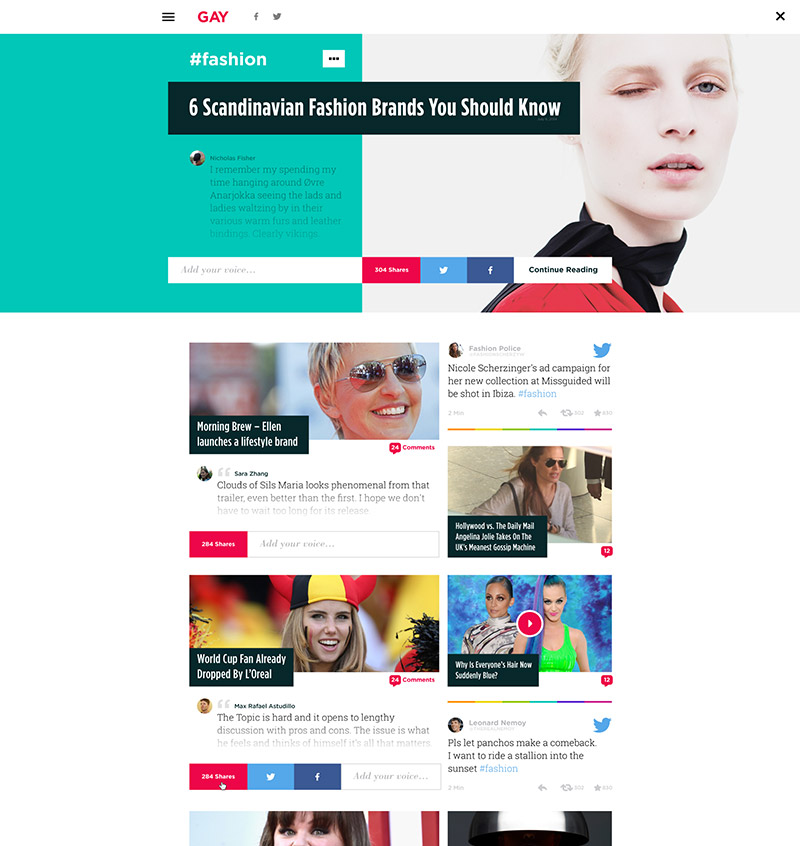 GAY
#fashion
6 Scandinavian Fashion Brands You Should Know
Nicholas Fisher
I remember my spending my
time hanging around Øvre
Anarjokka seeing the lads and
ladies waltzing by in their
various warm furs and leather
bindings. Clearly vikings
Add your voice...
304 Shares
Continue Reading
Morning Brew – Ellen
launches a lifestyle brand
24 Comments
Sara Zhang
Clouds of Sils Maria looks phenomenal from that
trailer, even better than the first. I hope we don't
have to wait too long for its release.
284 Shares
Add your voice...
Fashion Police
Nicole Scherzinger's ad campaign for
her new collection at Missguided will
be shot in Ibiza. #fashion
2 Min
202
830
Hollywood vs. The Daily Mail
Angelina Jolie Takes On The
UK's Meanest Gossip Machine
12
World Cup Fan Already
Dropped By L'Oreal
24 Comments
Max Rafael Astudillo
The Topic is hard and it opens to lengthy
discussion with pros and cons. The issue is what
he feels and thinks of himself it's all that matters
284 Shares
Add your voice...
Why Is Everyone's Hair Now
Suddenly Blue?
12
Leonard Nemoy
Pls let panchos make a comeback.
I want to ride a stallion into the
sunset #fashion
2 Min
202
830